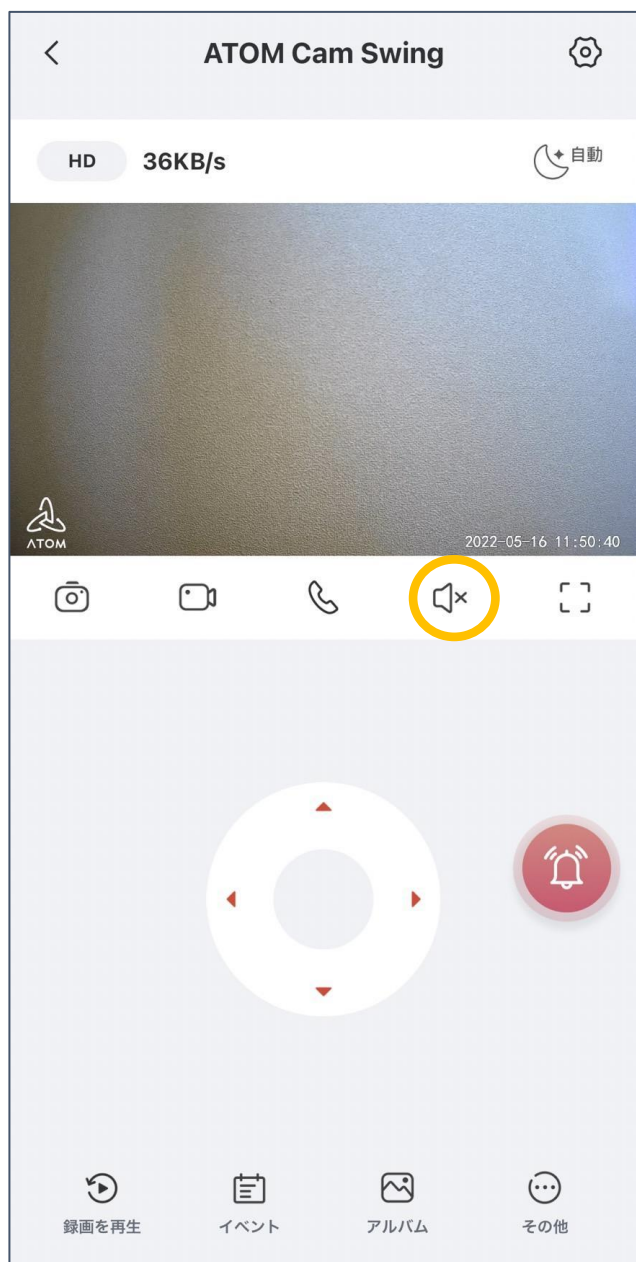 ATOM Cam Swing
HD 36KB/s 自動
ATOM
2022-05-16 11:50:40
録画を再生 イベント アルバム その他